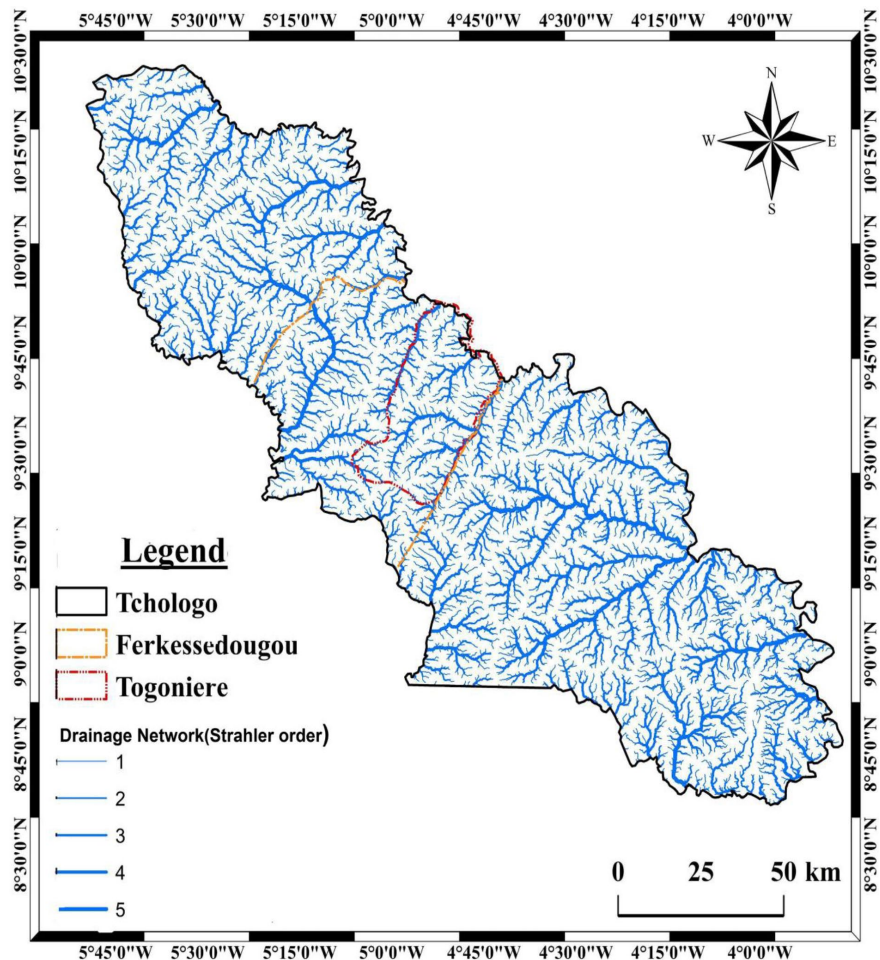 5°45'0"W 5°30'0"W 5°15'0"W 5°00"W 4°45'0"W 4°30'0"W 4°15'0"W 4°0'0"W
10°30'0"N
10°15'0"N
10°0'0"N
9°45'0"N
9°30'0"N
9°15'0"N
9°0'0"N
8°45'0"N
8°30'0"N
N
W E
S
Legend
Tchologo
Ferkessedougou
Togoniere
Drainage Network(Strahler order)
1
2
3
4
5
0 25 50 km
10°30'0"N
10°15'0"N
10°0'0"N
9°45'0"N
9°30'0"N
9°15'0"N
9°0'0"N
8°45'0"N
8°30'0"N
5°45'0"W 5°30'0"W 5°15'0"W 5°00"W 4°45'0"W 4°30'0"W 4°15'0"W 4°0'0"W